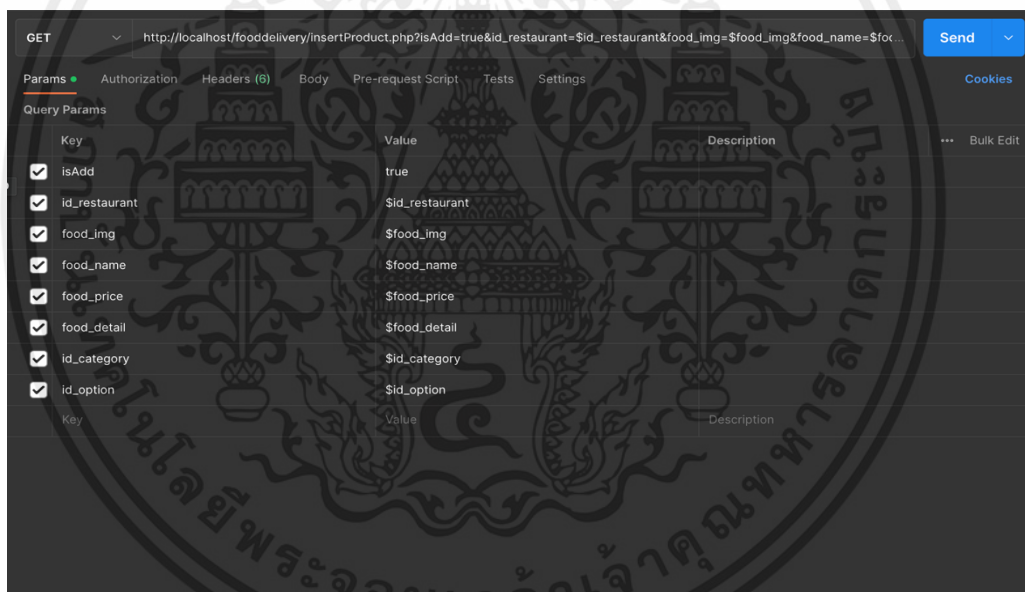 GET http://localhost/fooddelivery/insertProduct.php?isAdd=true&id_restaurant=$id_restaurant&food_img=$food_img&food_name=$foc... Send
Params Authorization Headers (6) Body Pre-request Script Tests Settings Cookies
Query Params
Key Value Description ••• Bulk Edit
isAdd true
id_restaurant $id_restaurant
food_img $food_img
food_name $food_name
food_price $food_price
food_detail $food_detail
id_category $id_category
id_option $id_option
Key Value Description